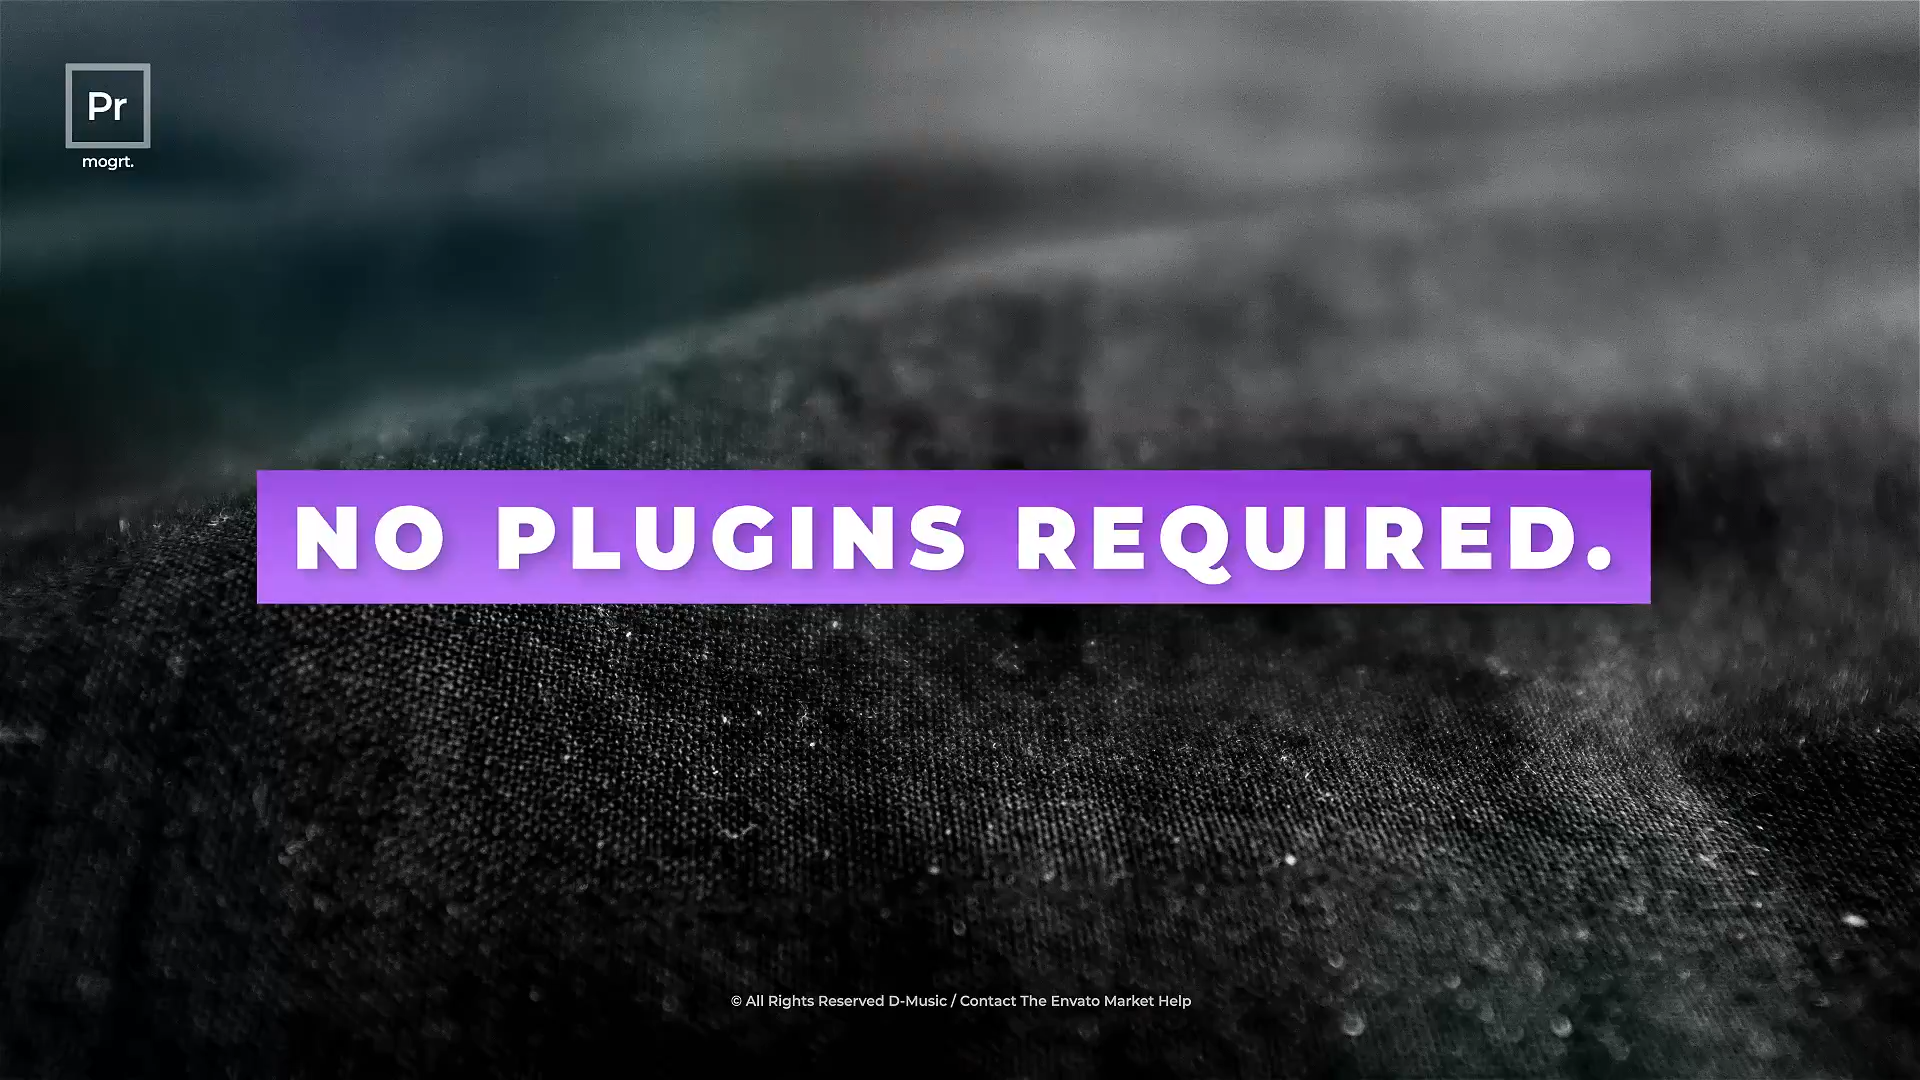 Pr
mogrt.
NO PLUGINS REQUIRED.
© All Rights Reserved D-Music / Contact The Envato Market Help